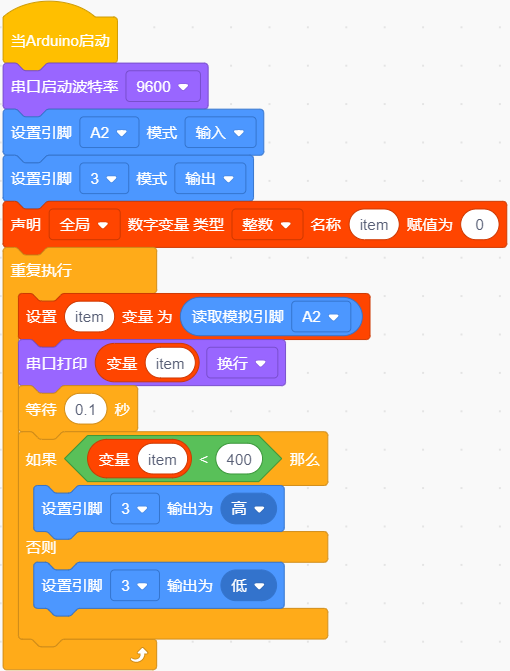 当Arduino启动
串口启动波特率 9600
设置引脚 A2 模式 输入
设置引脚 3 模式 输出
声明 全局 数字变量 类型 整数 名称 item 赋值为 0
重复执行
设置 item 变量 为 读取模拟引脚 A2
串口打印 变量 item 换行
等待 0.1 秒
如果 变量 item < 400 那么
设置引脚 3 输出为 高
否则
设置引脚 3 输出为 低